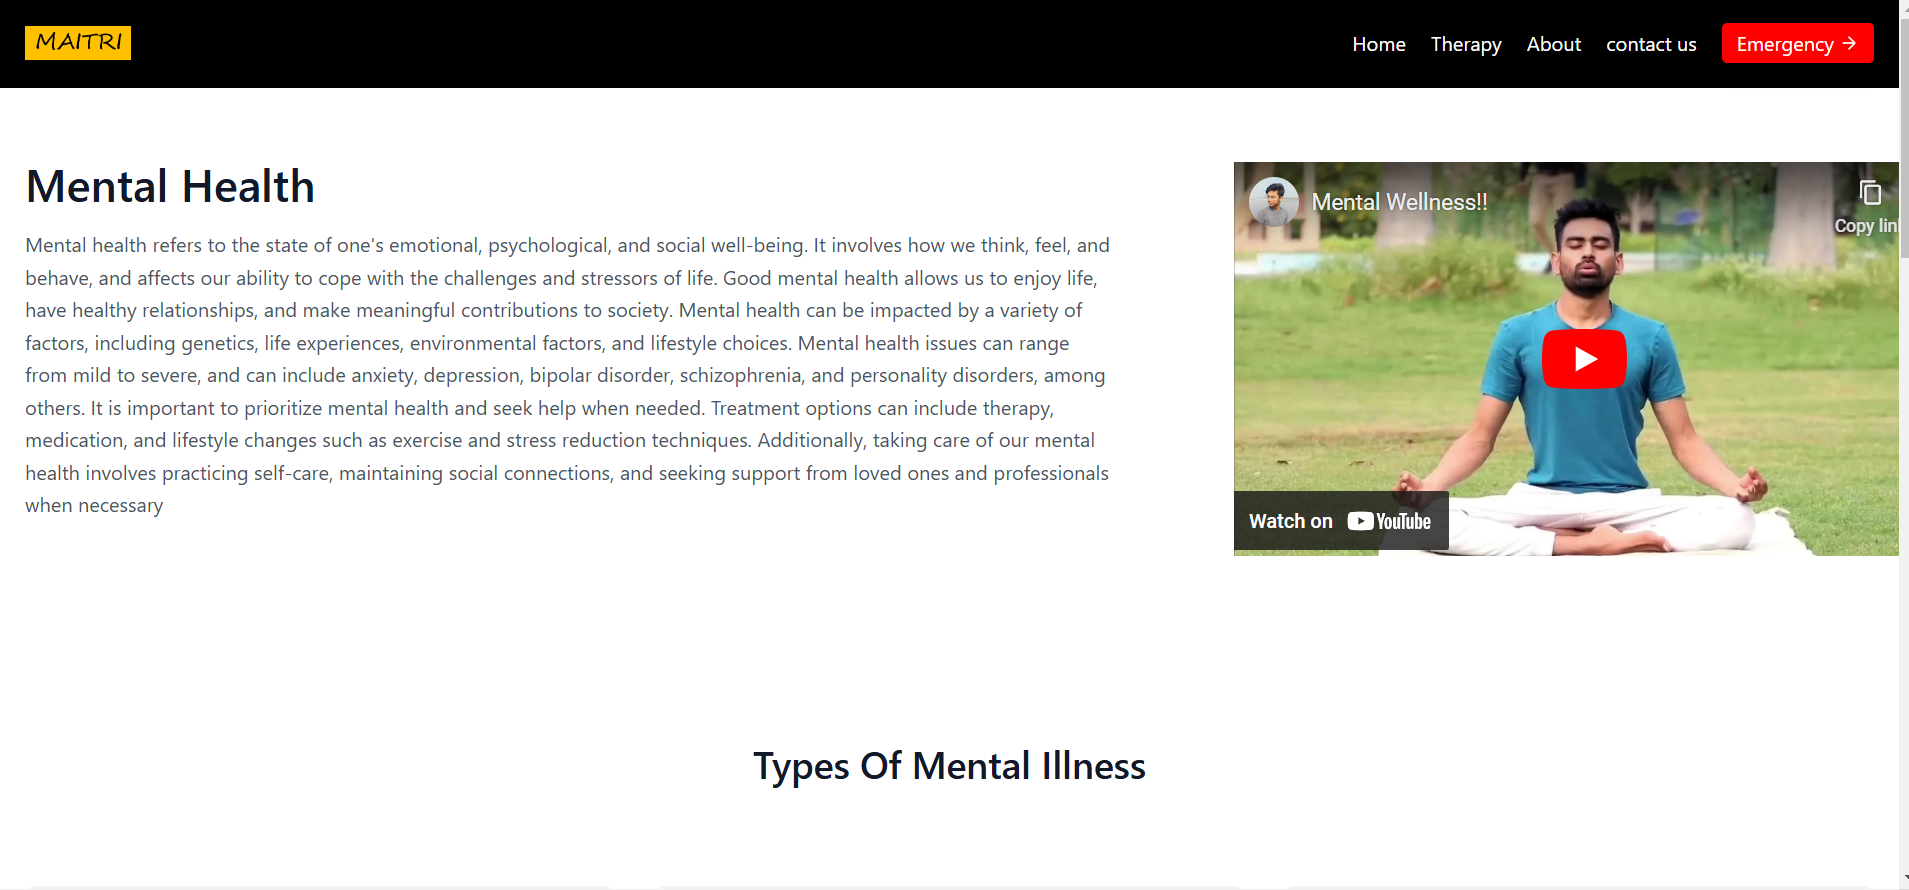 MAITRI
Home Therapy About contact us Emergency
Mental Health
Mental health refers to the state of one's emotional, psychological, and social well-being. It involves how we think, feel, and
behave, and affects our ability to cope with the challenges and stressors of life. Good mental health allows us to enjoy life,
have healthy relationships, and make meaningful contributions to society. Mental health can be impacted by a variety of
factors, including genetics, life experiences, environmental factors, and lifestyle choices. Mental health issues can range
from mild to severe, and can include anxiety, depression, bipolar disorder, schizophrenia, and personality disorders, among
others. It is important to prioritize mental health and seek help when needed. Treatment options can include therapy,
medication, and lifestyle changes such as exercise and stress reduction techniques. Additionally, taking care of our mental
health involves practicing self-care, maintaining social connections, and seeking support from loved ones and professionals
when necessary
Mental Wellness!!
Copy lin
Watch on YouTube
Types Of Mental Illness